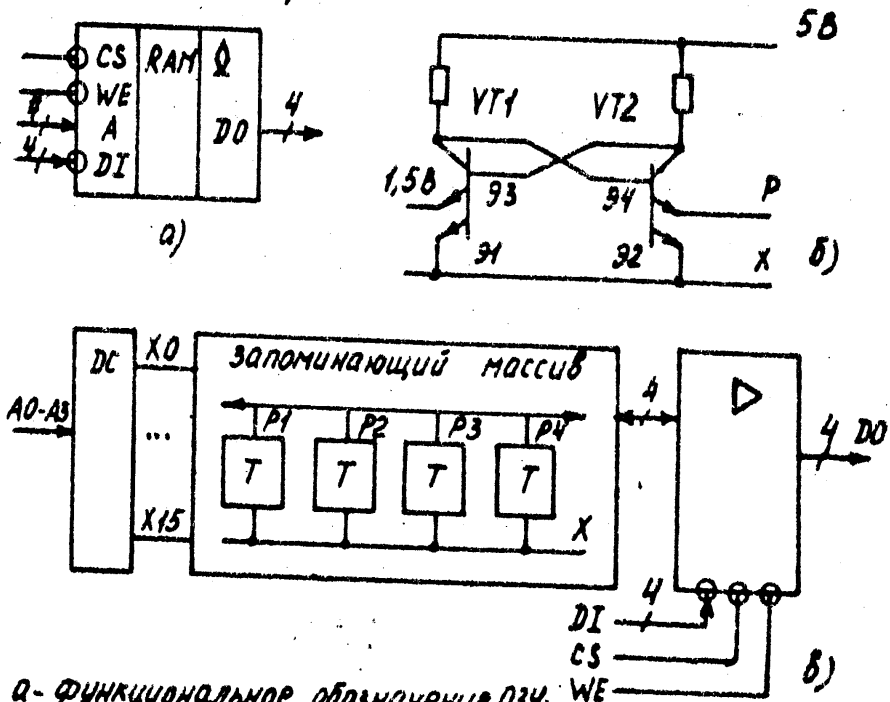 CS RAM
WE
A DO 4
4 DI
а)
5В
VT1 VT2
1,5В Э3 Э4 Р
Э1 Э2 Х б)
DC X0 запоминающий массив
A0-A3 ... P1 P2 P3 P4 4 ▷ 4 DO
T T T T
X15 X
DI 4
CS
WE в)
а- функциональное обозначение ОЗУ,